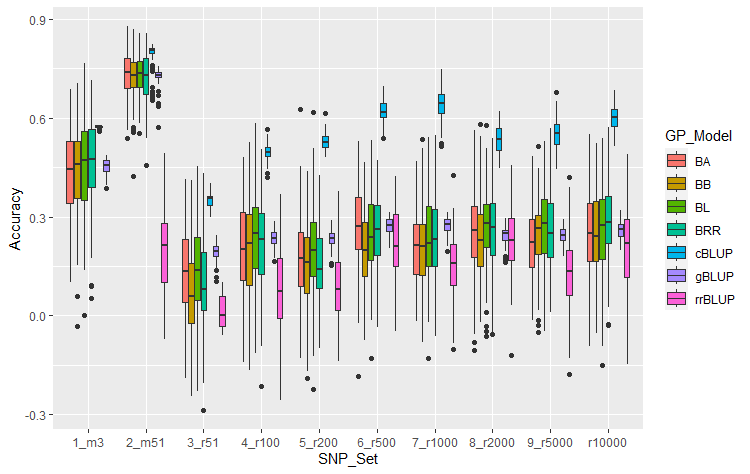 0.9
0.6
0.3
0.0
-0.3
Accuracy
1_m3 2_m51 3_r51 4_r100 5_r200 6_r500 7_r1000 8_r2000 9_r5000 r10000
SNP_Set
GP_Model
BA
BB
BL
BRR
cBLUP
gBLUP
rrBLUP